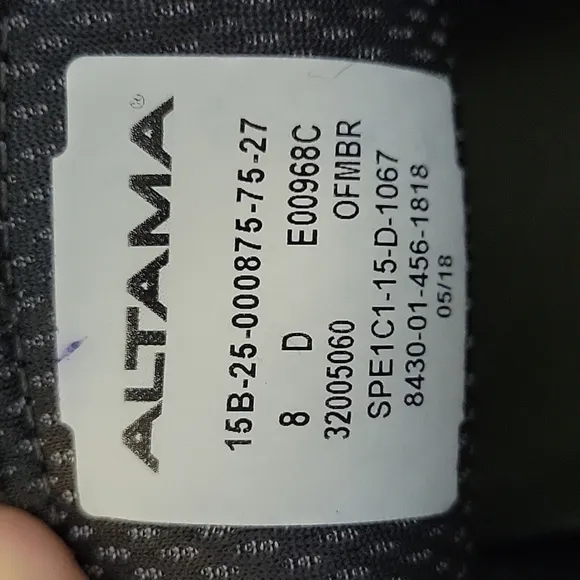 ALTAMA®
15B-25-000875-75-27
8 D E00968C
32005060 OFMBR
SPE1C1-15-D-1067
8430-01-456-1818
05/18